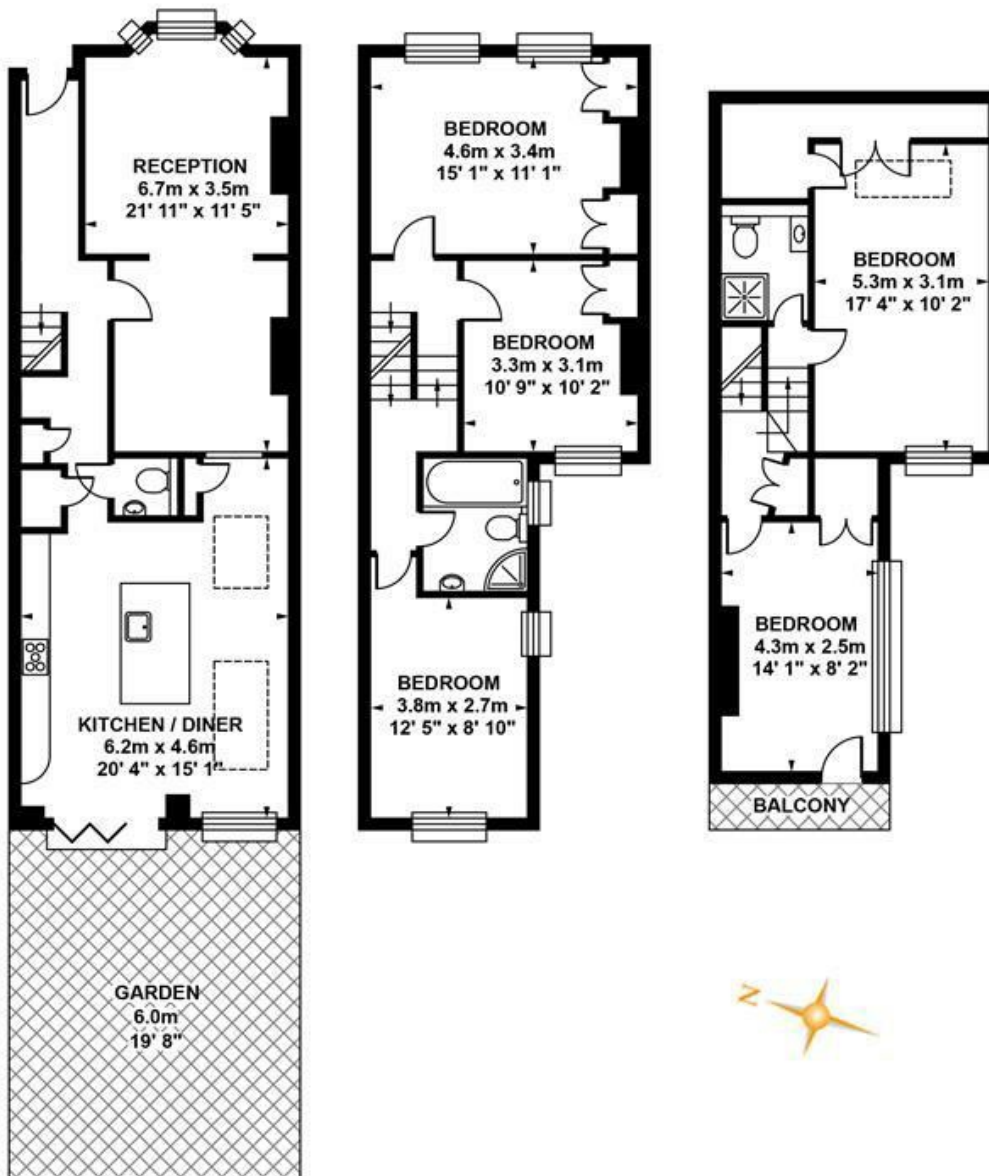 RECEPTION
6.7m x 3.5m
21' 11" x 11' 5"
KITCHEN / DINER
6.2m x 4.6m
20' 4" x 15' 1"
GARDEN
6.0m
19' 8"
BEDROOM
4.6m x 3.4m
15' 1" x 11' 1"
BEDROOM
3.3m x 3.1m
10' 9" x 10' 2"
BEDROOM
3.8m x 2.7m
12' 5" x 8' 10"
BEDROOM
5.3m x 3.1m
17' 4" x 10' 2"
BEDROOM
4.3m x 2.5m
14' 1" x 8' 2"
BALCONY
N